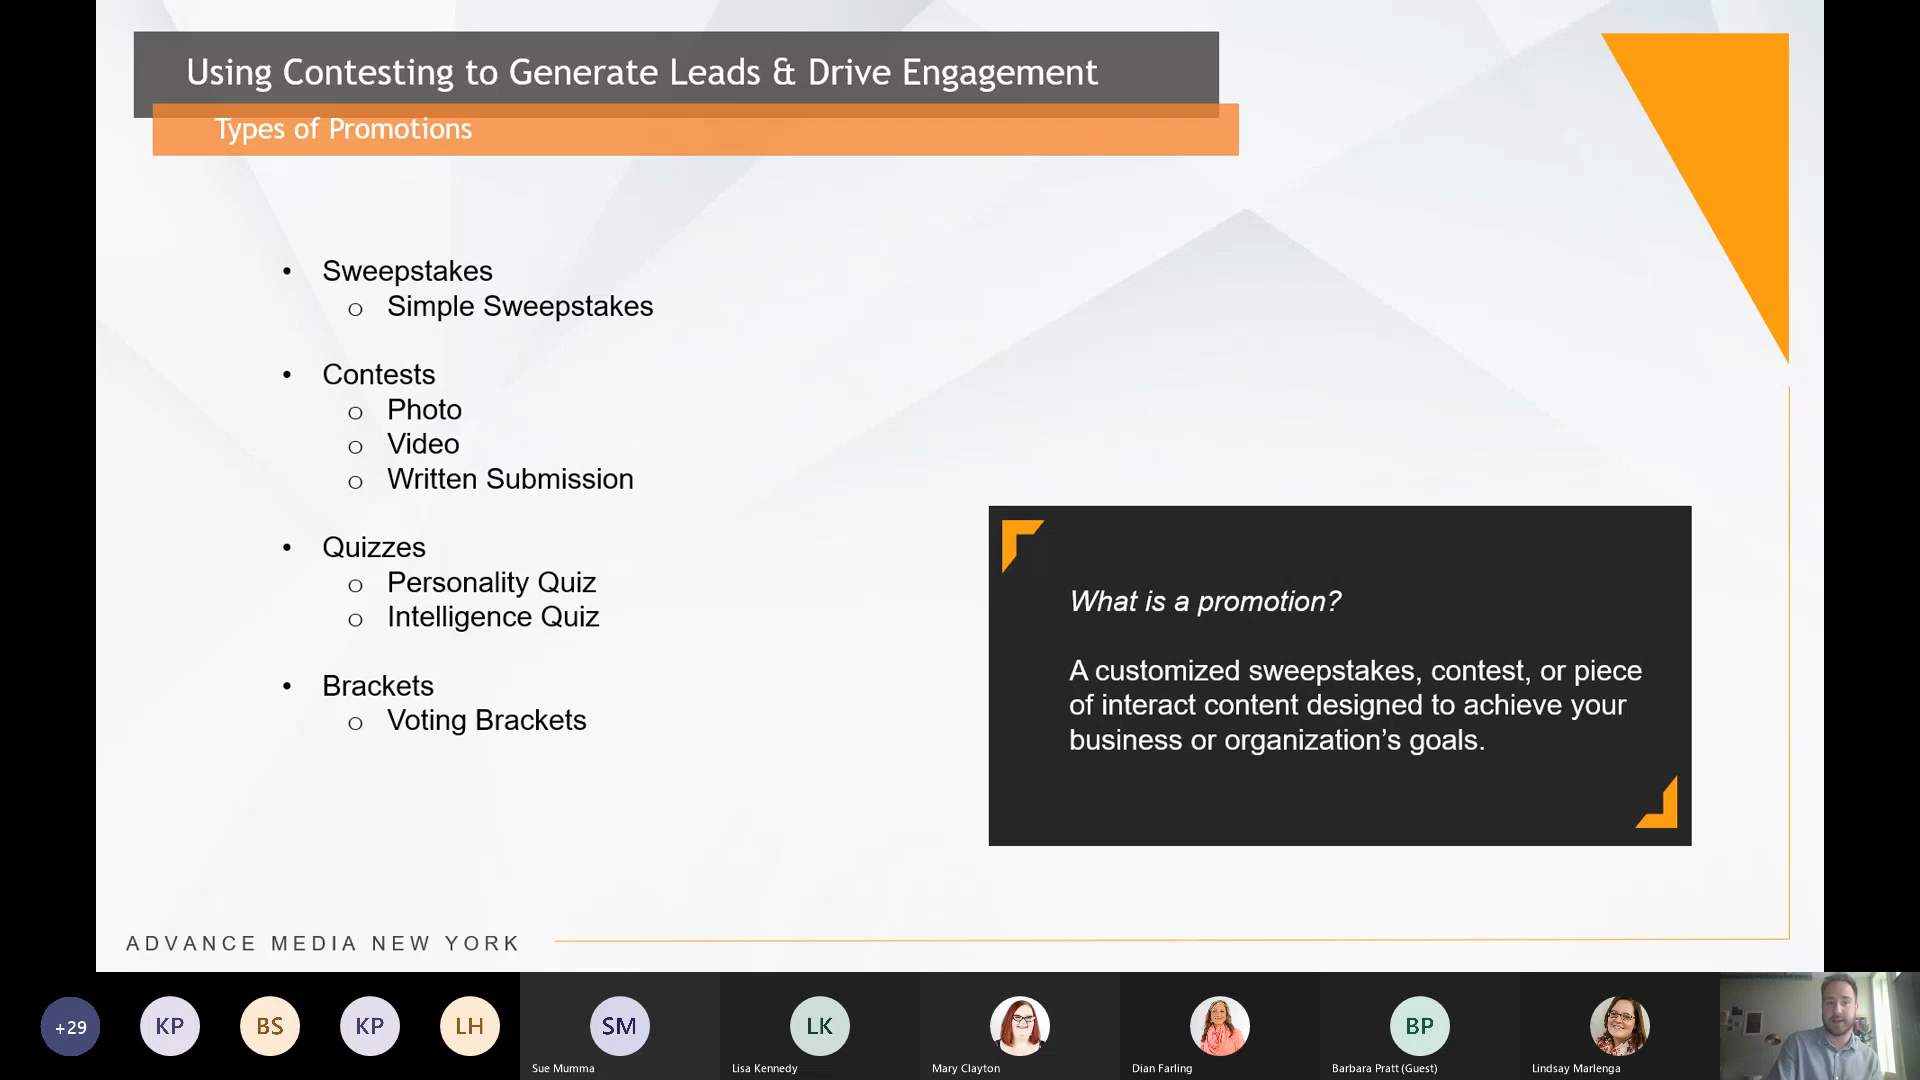 Using Contesting to Generate Leads & Drive Engagement
Types of Promotions
• Sweepstakes
o Simple Sweepstakes
• Contests
o Photo
o Video
o Written Submission
• Quizzes
o Personality Quiz
o Intelligence Quiz
• Brackets
o Voting Brackets
What is a promotion?
A customized sweepstakes, contest, or piece
of interact content designed to achieve your
business or organization’s goals.
ADVANCE MEDIA NEW YORK
+29
KP
BS
KP
LH
SM
LK
BP
Sue Mumma
Lisa Kennedy
Mary Clayton
Dian Farling
Barbara Pratt (Guest)
Lindsay Marlenga